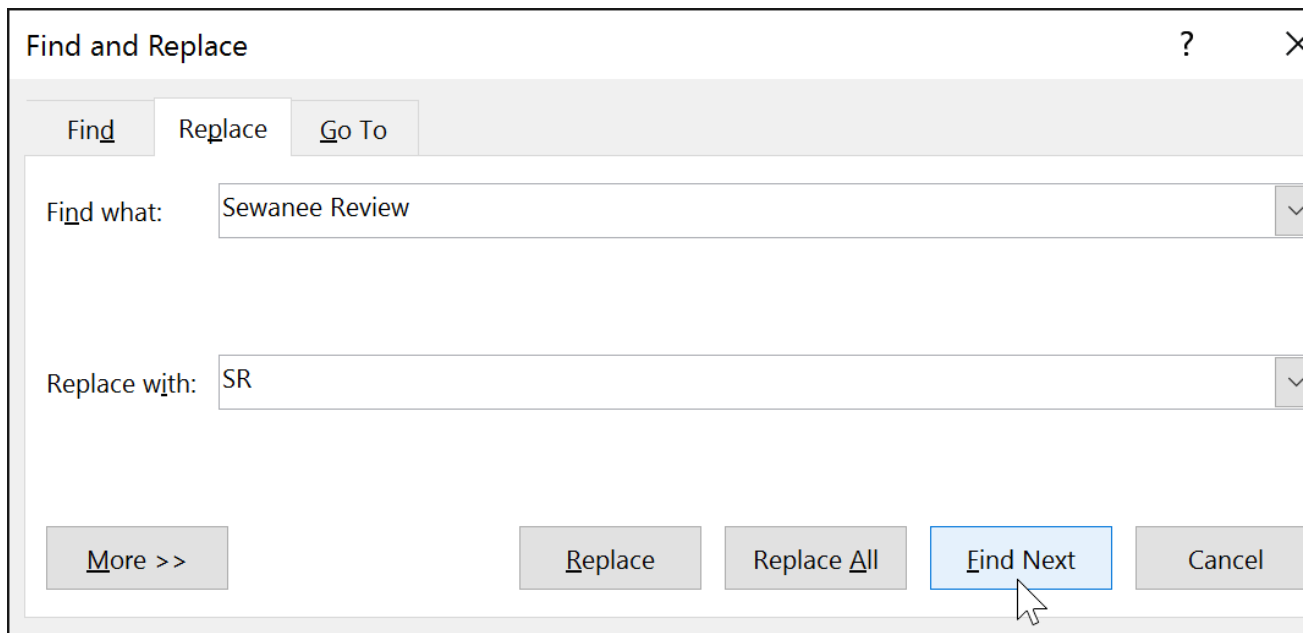 Find and Replace ?
Find Replace Go To
Find what: Sewanee Review
Replace with: SR
More >> Replace Replace All Find Next Cancel